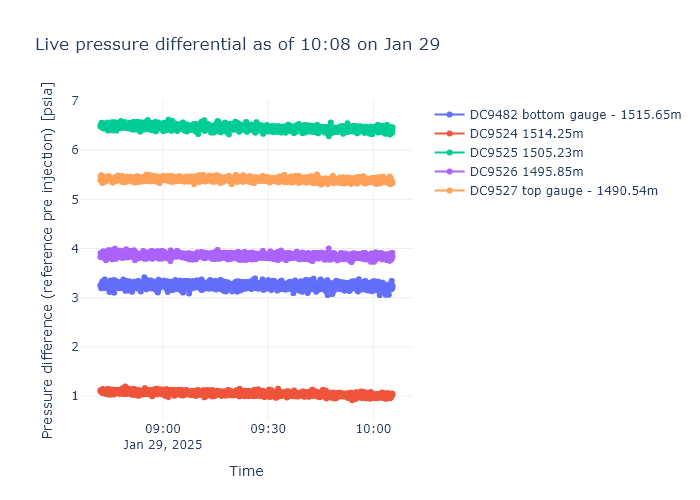 Live pressure differential as of 10:08 on Jan 29
Pressure difference (reference pre injection) [psia]
7
6
5
4
3
2
1
09:00
Jan 29, 2025
09:30
10:00
Time
DC9482 bottom gauge - 1515.65m
DC9524 1514.25m
DC9525 1505.23m
DC9526 1495.85m
DC9527 top gauge - 1490.54m